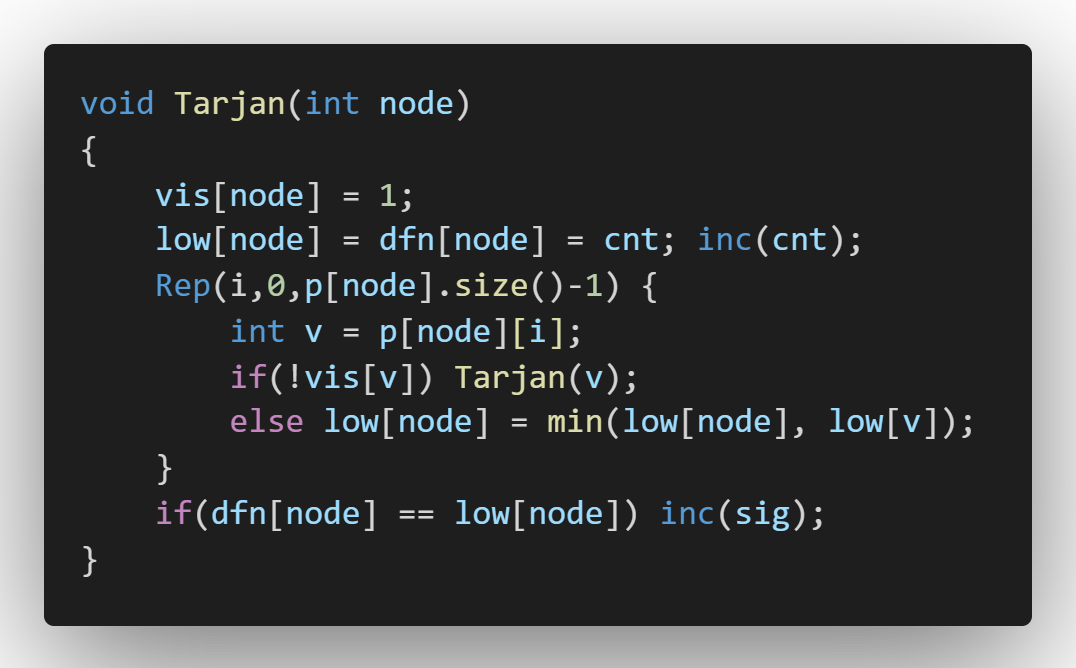 void Tarjan(int node)
{
    vis[node] = 1;
    low[node] = dfn[node] = cnt; inc(cnt);
    Rep(i,0,p[node].size()-1) {
        int v = p[node][i];
        if(!vis[v]) Tarjan(v);
        else low[node] = min(low[node], low[v]);
    }
    if(dfn[node] == low[node]) inc(sig);
}